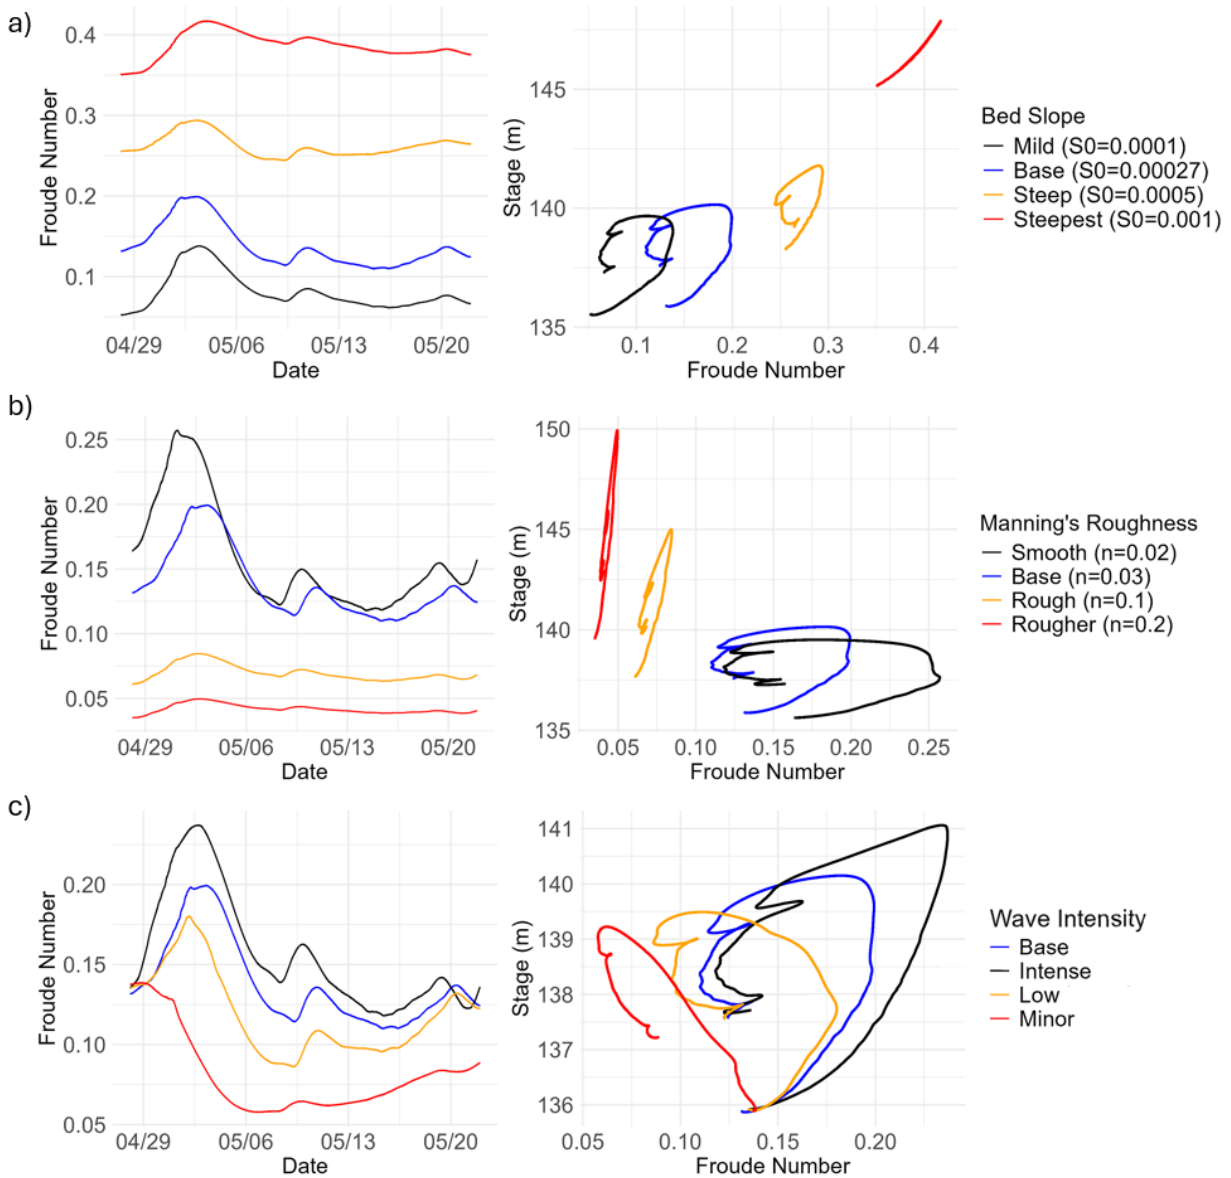 a)
0.4
0.3
0.2
0.1
Froude Number
04/29 05/06 05/13 05/20
Date
145
140
135
Stage (m)
0.1 0.2 0.3 0.4
Froude Number
Bed Slope
Mild (S0=0.0001)
Base (S0=0.00027)
Steep (S0=0.0005)
Steepest (S0=0.001)
b)
0.25
0.20
0.15
0.10
0.05
Froude Number
04/29 05/06 05/13 05/20
Date
150
145
140
135
Stage (m)
0.05 0.10 0.15 0.20 0.25
Froude Number
Manning's Roughness
Smooth (n=0.02)
Base (n=0.03)
Rough (n=0.1)
Rougher (n=0.2)
c)
0.20
0.15
0.10
0.05
Froude Number
04/29 05/06 05/13 05/20
Date
141
140
139
138
137
136
Stage (m)
0.05 0.10 0.15 0.20
Froude Number
Wave Intensity
Base
Intense
Low
Minor